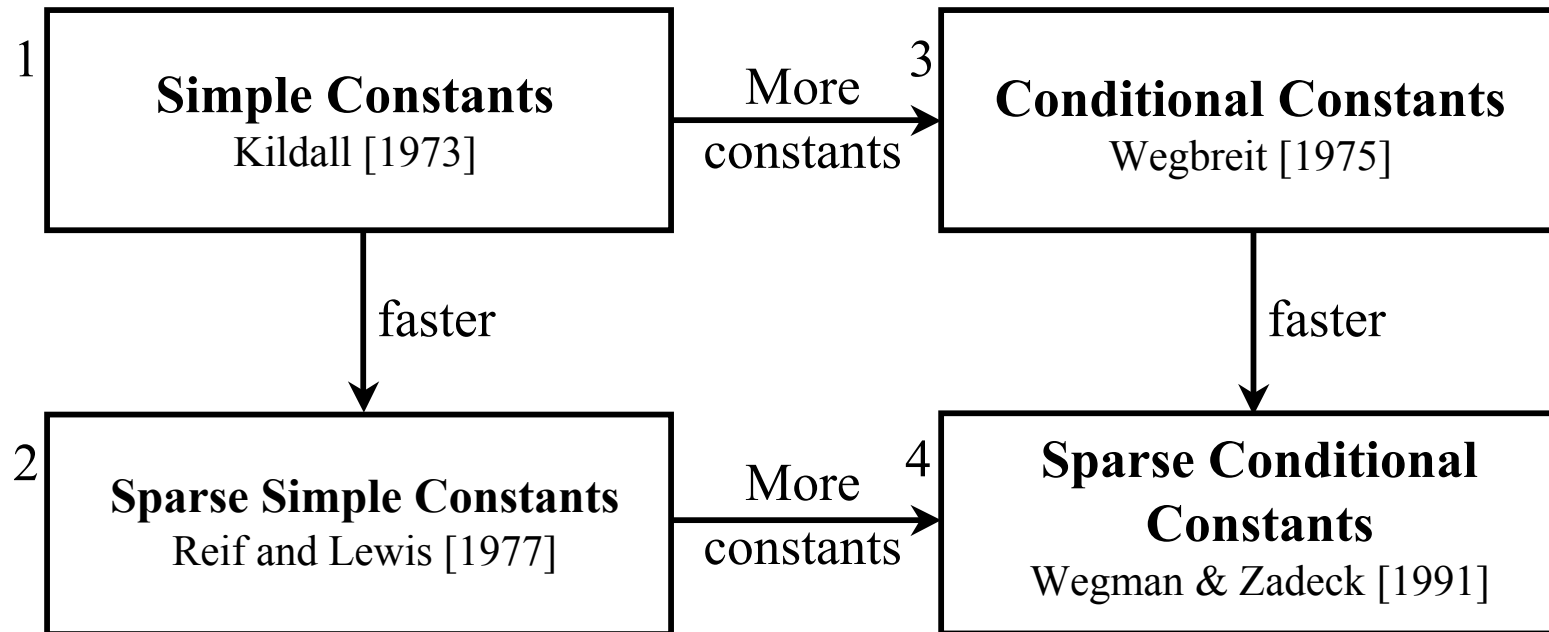 1
Simple Constants
Kildall [1973]
More
constants
3
Conditional Constants
Wegbreit [1975]
faster
faster
2
Sparse Simple Constants
Reif and Lewis [1977]
More
constants
4
Sparse Conditional
Constants
Wegman & Zadeck [1991]